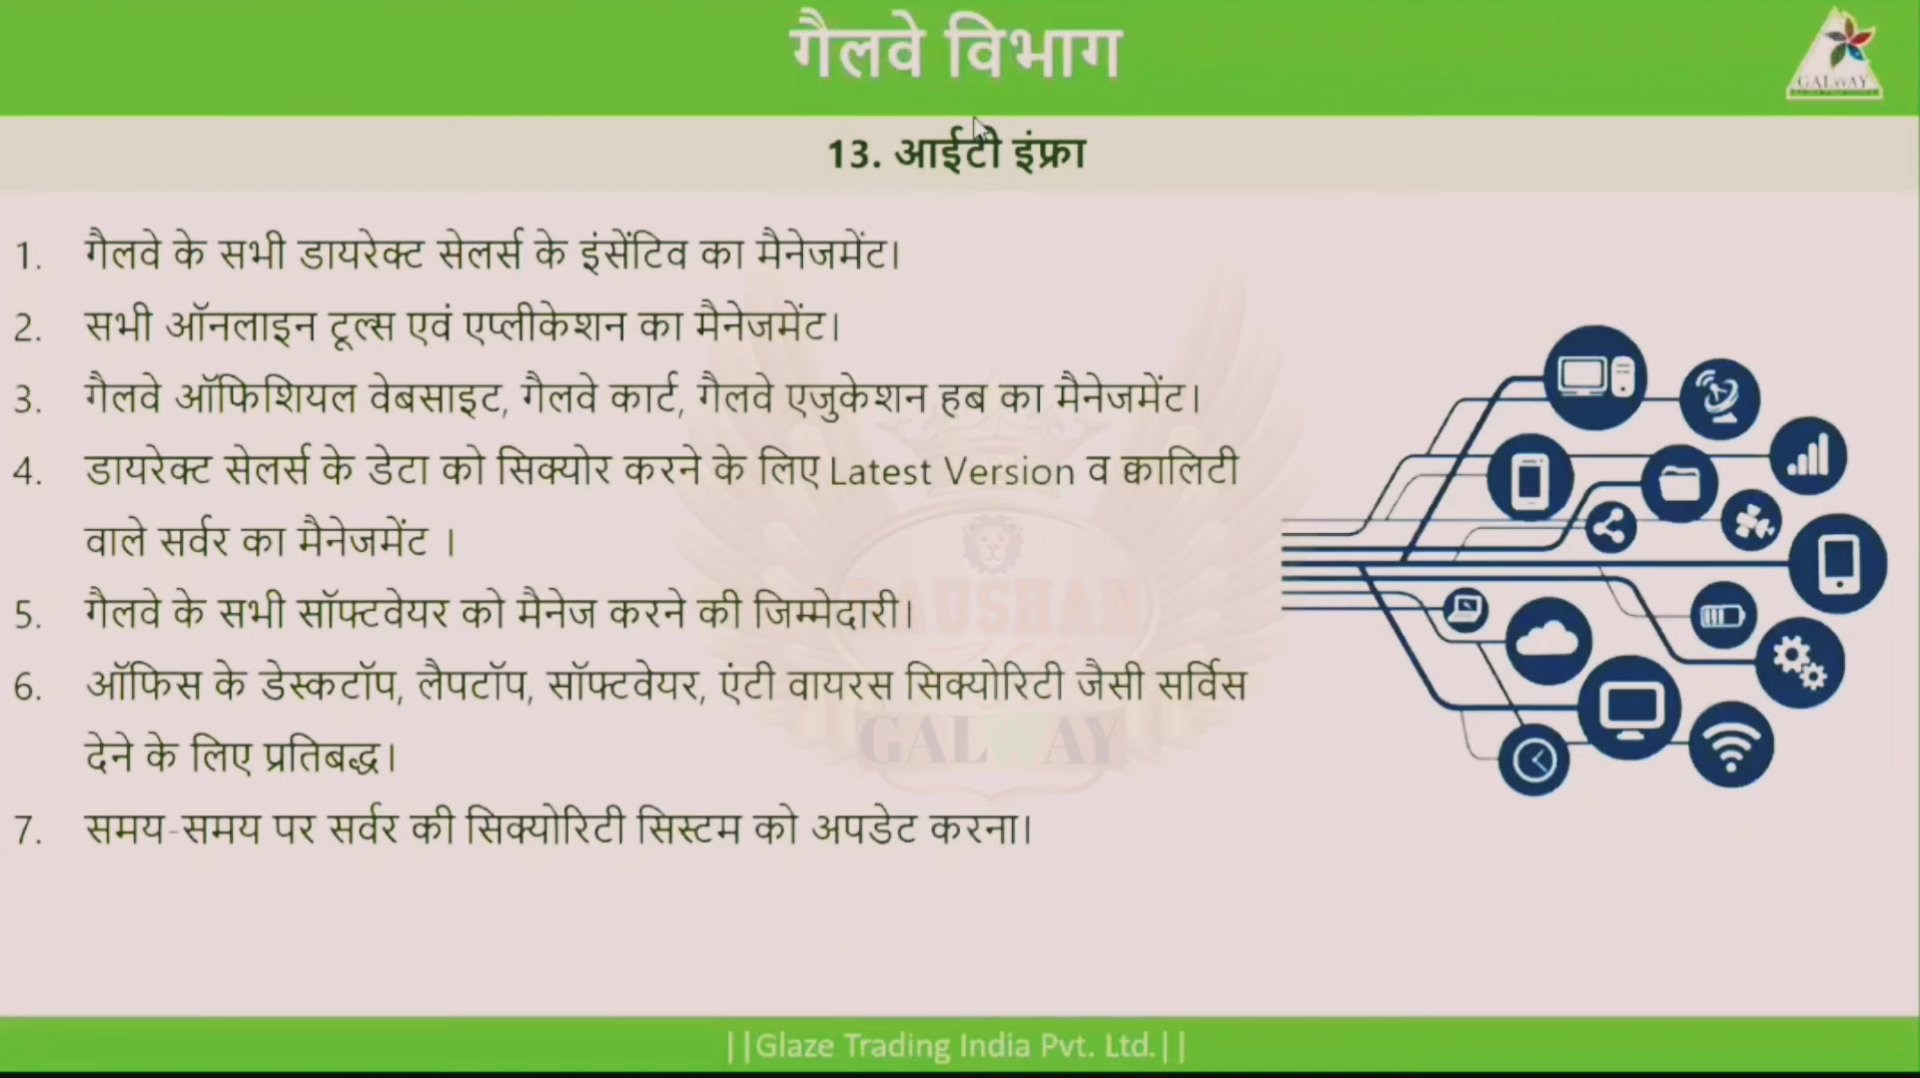 गैलवे विभाग
GALWAY
13. आईटी इंफ्रा
1. गैलवे के सभी डायरेक्ट सेलर्स के इंसेंटिव का मैनेजमेंट।
2. सभी ऑनलाइन टूल्स एवं एप्लीकेशन का मैनेजमेंट।
3. गैलवे ऑफिशियल वेबसाइट, गैलवे कार्ट, गैलवे एजुकेशन हब का मैनेजमेंट।
4. डायरेक्ट सेलर्स के डेटा को सिक्योर करने के लिए Latest Version व क्वालिटी
वाले सर्वर का मैनेजमेंट ।
5. गैलवे के सभी सॉफ्टवेयर को मैनेज करने की जिम्मेदारी।
6. ऑफिस के डेस्कटॉप, लैपटॉप, सॉफ्टवेयर, एंटी वायरस सिक्योरिटी जैसी सर्विस
देने के लिए प्रतिबद्ध।
7. समय-समय पर सर्वर की सिक्योरिटी सिस्टम को अपडेट करना।
RAUSHAN
GALWAY
||Glaze Trading India Pvt. Ltd.||